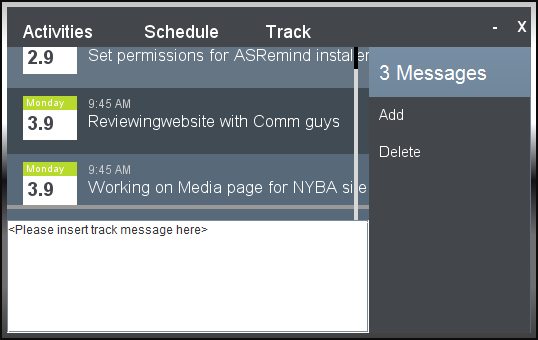 Activities Schedule Track - X
2.9 Set permissions for ASRemind
3 Messages
Monday 9:45 AM
3.9 Reviewingwebsite with Comm guys
Add
Delete
Monday 9:45 AM
3.9 Working on Media page for NYBA site
<Please insert track message here>